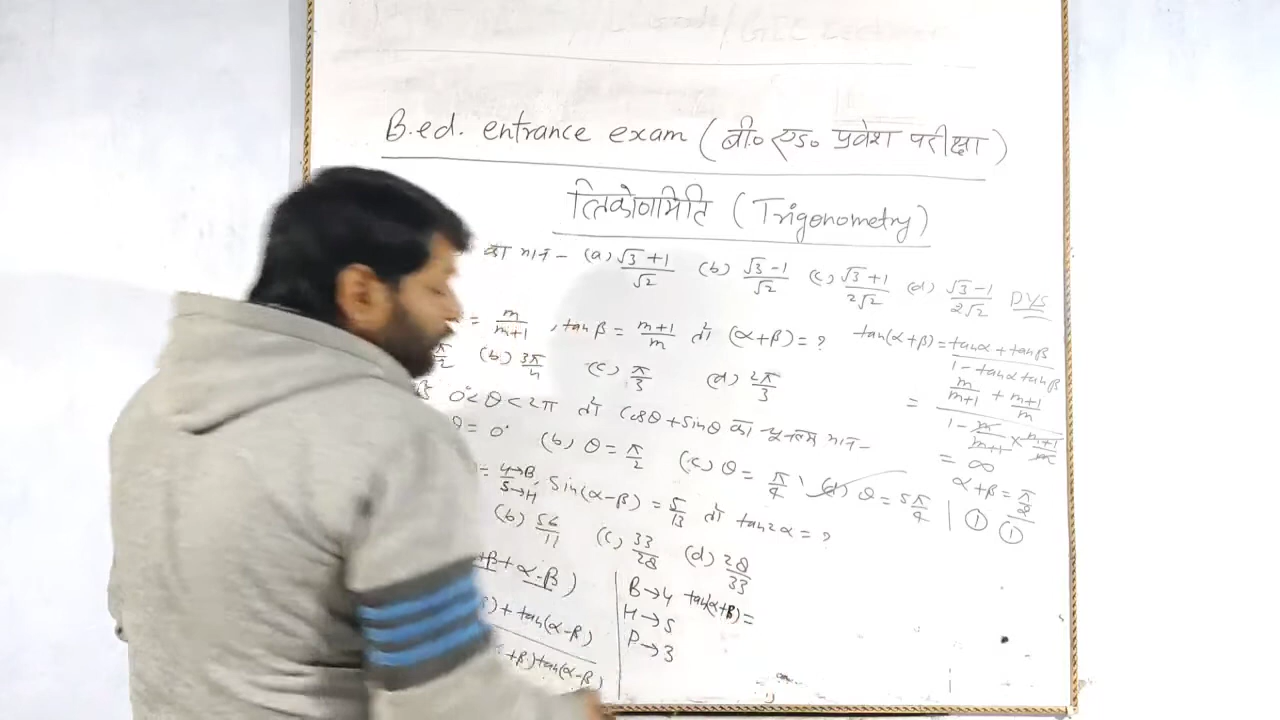 B.ed. entrance exam (बी० एड० प्रवेश परीक्षा)
त्रिकोणमिति (Trigonometry)
का मान - (a) √3+1/√2 (b) √3-1/√2 (c) √3+1/2√2 (d) √3-1/2√2
= m/m+1 , tanβ = m+1/m तो (α+β) = ?
π/2 (b) 3π/4 (c) π/3 (d) 2π/3
0°<θ<2π तो cosθ+sinθ का न्यूनतम मान -
θ=0° (b) θ=π/2 (c) θ=π/4 (d) θ=5π/4
= 4→B/5→H, sin(α-β) = 5/13 तो tan2α = ?
(b) 56/11 (c) 33/28 (d) 28/33
+β+α-β)
)+tan(α-β)
+β)tan(α-β)
B→4 tan(α+β)=
H→5
P→3
tan(α+β) = tanα+tanβ/1-tanα tanβ
= m/m+1 + m+1/m / 1 - m/m+1 × m+1/m
= ∞
α+β = π/2
① ①